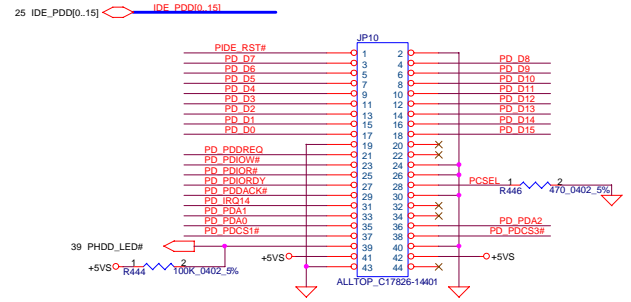 25 IDE_PDD[0..15] IDE_PDD[0..15]
JP10
PIDE_RST# 1 2
PD_D7 3 4 PD_D8
PD_D6 5 6 PD_D9
PD_D5 7 8 PD_D10
PD_D4 9 10 PD_D11
PD_D3 11 12 PD_D12
PD_D2 13 14 PD_D13
PD_D1 15 16 PD_D14
PD_D0 17 18 PD_D15
19 20
PD_PDDREQ 21 22
PD_PDIOW# 23 24
PD_PDIOR# 25 26
PD_PDIORDY 27 28 PCSEL 1 2
R446 470_0402_5%
PD_PDDACK# 29 30
PD_IRQ14 31 32
PD_PDA1 33 34
PD_PDA0 35 36 PD_PDA2
PD_PDCS1# 37 38 PD_PDCS3#
39 PHDD_LED# 39 40
+5VS 41 42 +5VS
+5VS 1 2 43 44
R444 100K_0402_5%
ALLTOP_C17826-14401